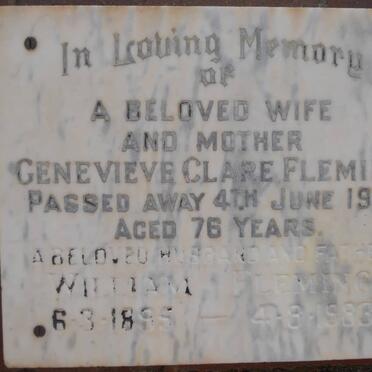 In Loving Memory
of
A BELOVED WIFE
AND MOTHER
GENEVIEVE CLARE FLEMI
PASSED AWAY 4TH JUNE 19
AGED 76 YEARS.
A BELOVED HUSBAND AND FATHE
WILLIAM FLEMING
6-3-1895 —